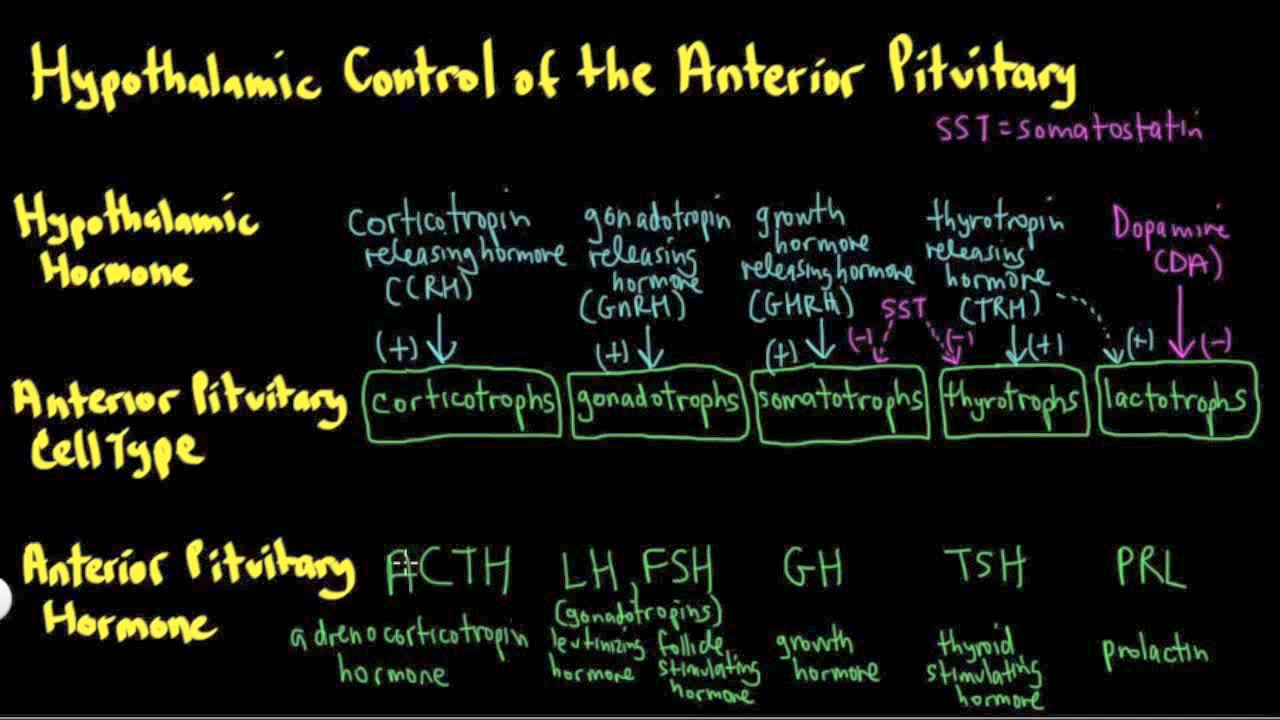 Hypothalamic Control of the Anterior Pituitary
SST = somatostatin
Hypothalamic
Hormone
corticotropin
releasing hormone
(CRH)
gonadotropin
releasing
hormone
(GnRH)
growth
hormone
releasing hormone
(GHRH)
SST
thyrotropin
releasing
hormone
(TRH)
Dopamine
(DA)
(+)
(+)
(+)
(-)
(-)
(+)
(+)
(-)
Anterior Pituitary
Cell Type
corticotrophs
gonadotrophs
somatotrophs
thyrotrophs
lactotrophs
Anterior Pituitary
Hormone
ACTH
adrenocorticotropin
hormone
LH, FSH
(gonadotropins)
leutinizing
hormone
follicle
stimulating
hormone
GH
growth
hormone
TSH
thyroid
stimulating
hormone
PRL
prolactin